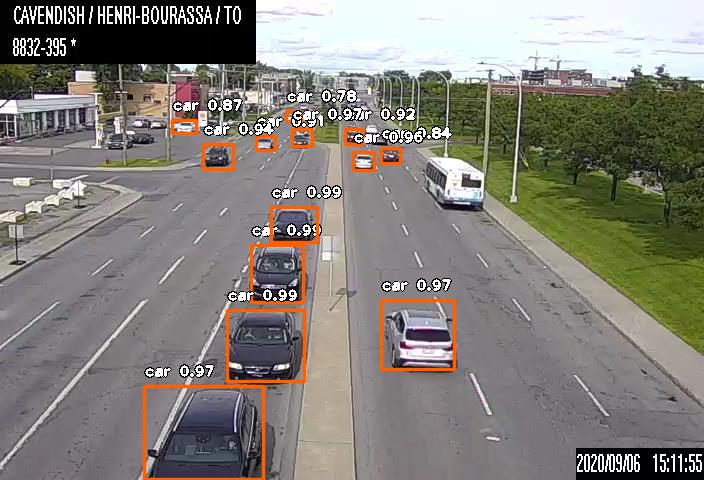 CAVENDISH / HENRI-BOURASSA / TO
8832-395 *
car 0.78
car 0.87
car 0.97
car 0.92
car 0.94
0.84
car 0.96
car 0.99
car 0.99
car 0.99
car 0.97
car 0.97
2020/09/06 15:11:55